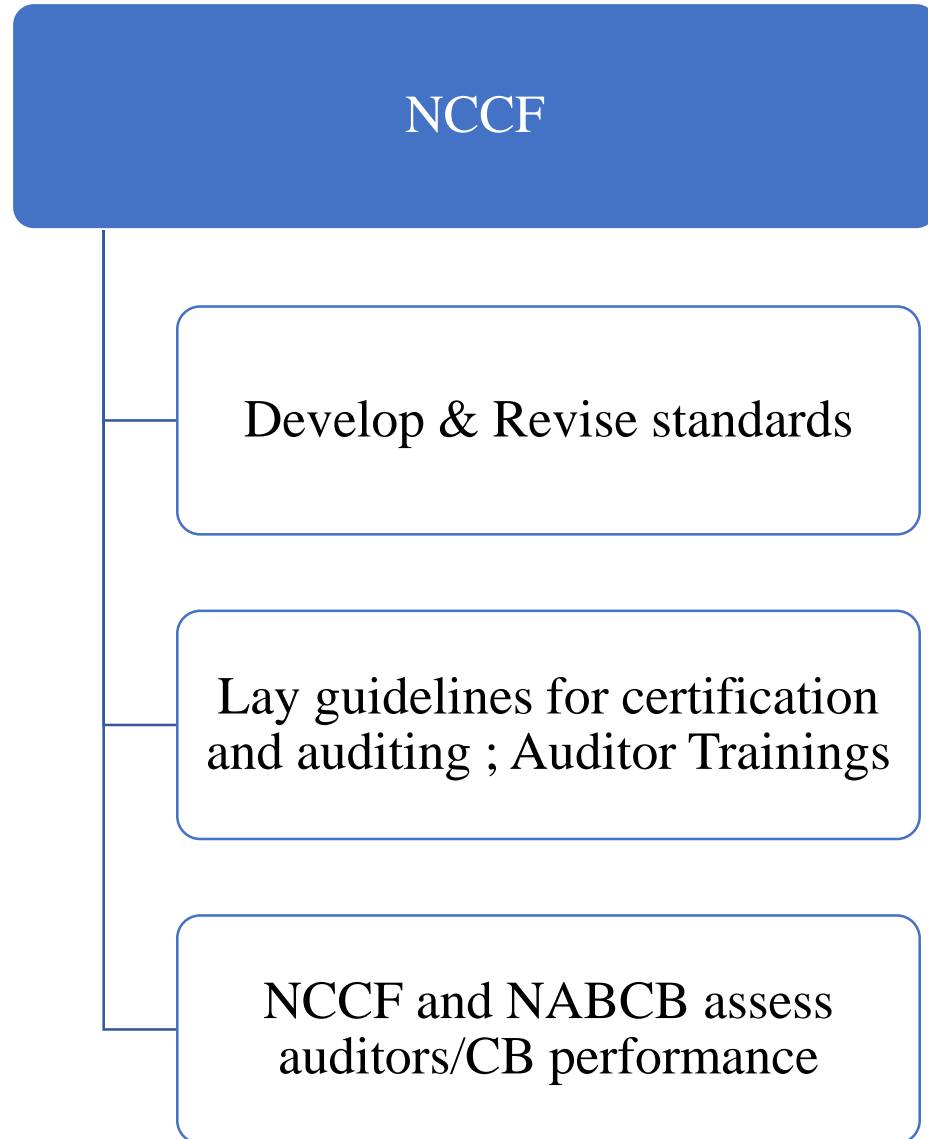 NCCF
Develop & Revise standards
Lay guidelines for certification
and auditing ; Auditor Trainings
NCCF and NABCB assess
auditors/CB performance